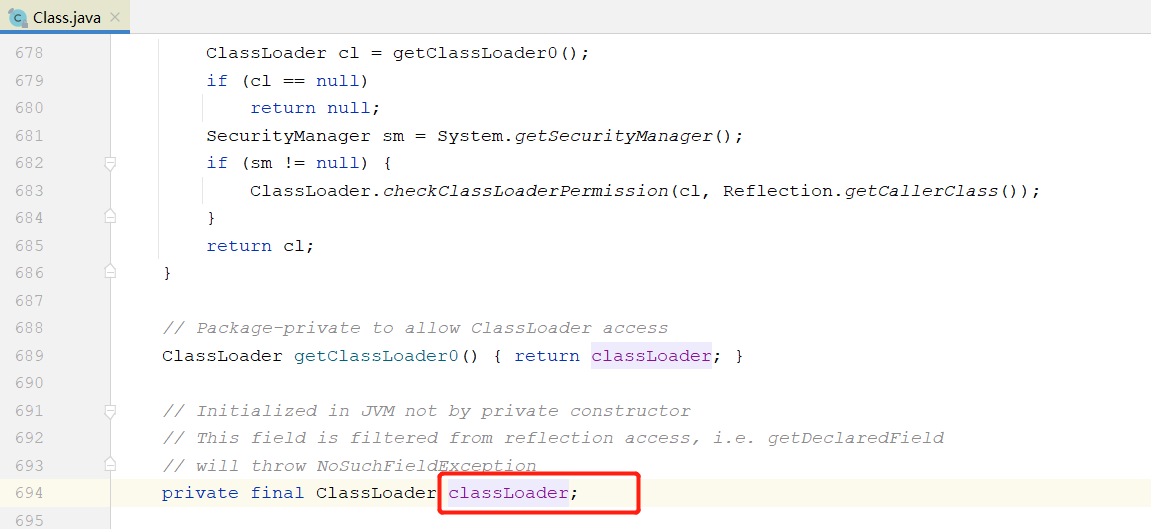 Class.java
678 ClassLoader cl = getClassLoader0();
679 if (cl == null)
680 return null;
681 SecurityManager sm = System.getSecurityManager();
682 if (sm != null) {
683 ClassLoader.checkClassLoaderPermission(cl, Reflection.getCallerClass());
684 }
685 return cl;
686 }
687
688 // Package-private to allow ClassLoader access
689 ClassLoader getClassLoader0() { return classLoader; }
690
691 // Initialized in JVM not by private constructor
692 // This field is filtered from reflection access, i.e. getDeclaredField
693 // will throw NoSuchFieldException
694 private final ClassLoader classLoader;
695